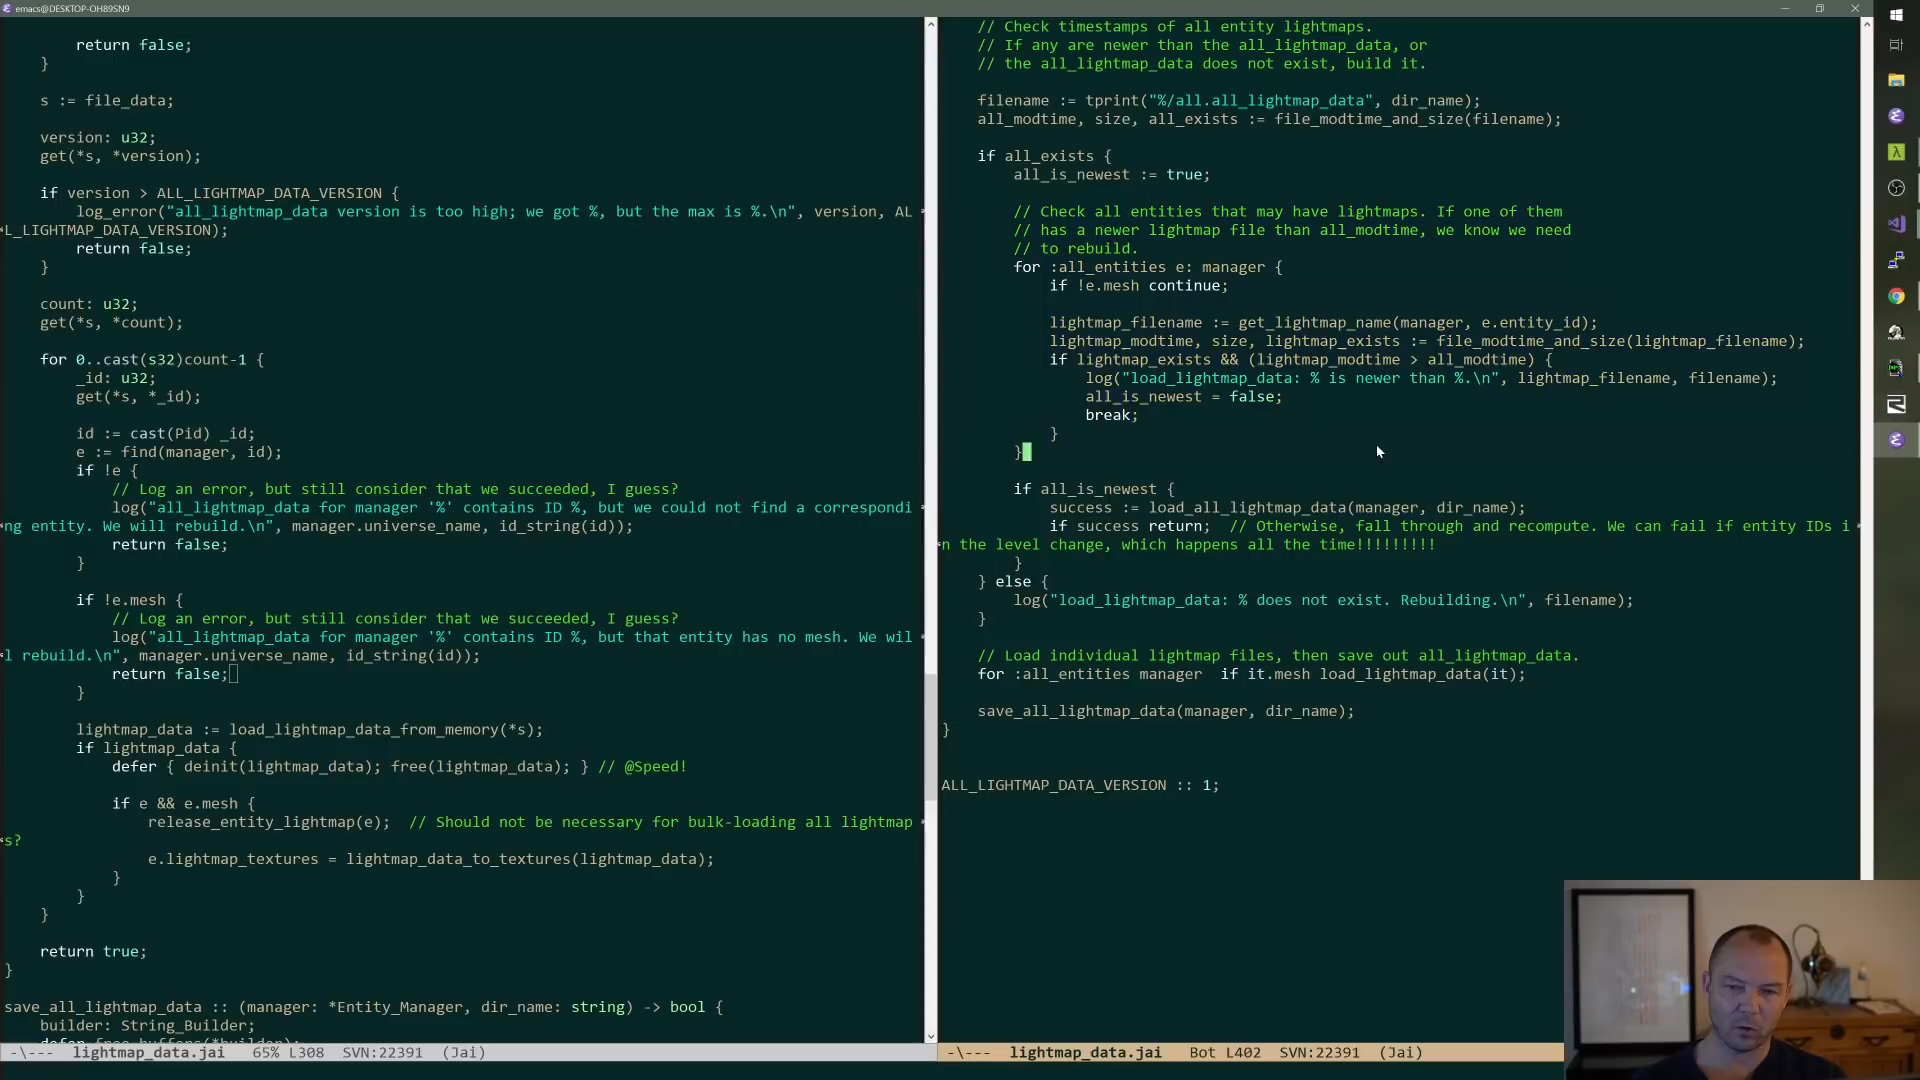 emacs@DESKTOP-OH89SN9
return false;
}
s := file_data;
version: u32;
get(*s, *version);
if version > ALL_LIGHTMAP_DATA_VERSION {
log_error("all_lightmap_data version is too high; we got %, but the max is %.\n", version, AL
L_LIGHTMAP_DATA_VERSION);
return false;
}
count: u32;
get(*s, *count);
for 0..cast(s32)count-1 {
_id: u32;
get(*s, *_id);
id := cast(Pid) _id;
e := find(manager, id);
if !e {
// Log an error, but still consider that we succeeded, I guess?
log("all_lightmap_data for manager '%' contains ID %, but we could not find a correspondi
ng entity. We will rebuild.\n", manager.universe_name, id_string(id));
return false;
}
if !e.mesh {
// Log an error, but still consider that we succeeded, I guess?
log("all_lightmap_data for manager '%' contains ID %, but that entity has no mesh. We wil
l rebuild.\n", manager.universe_name, id_string(id));
return false;
}
lightmap_data := load_lightmap_data_from_memory(*s);
if lightmap_data {
defer { deinit(lightmap_data); free(lightmap_data); } // @Speed!
if e && e.mesh {
release_entity_lightmap(e);  // Should not be necessary for bulk-loading all lightmap
s?
e.lightmap_textures = lightmap_data_to_textures(lightmap_data);
}
}
}
return true;
}
save_all_lightmap_data :: (manager: *Entity_Manager, dir_name: string) -> bool {
builder: String_Builder;
defer free_buffers(*builder);
-\--- lightmap_data.jai 65% L308 SVN:22391 (Jai)
// Check timestamps of all entity lightmaps.
// If any are newer than the all_lightmap_data, or
// the all_lightmap_data does not exist, build it.
filename := tprint("%/all.all_lightmap_data", dir_name);
all_modtime, size, all_exists := file_modtime_and_size(filename);
if all_exists {
all_is_newest := true;
// Check all entities that may have lightmaps. If one of them
// has a newer lightmap file than all_modtime, we know we need
// to rebuild.
for :all_entities e: manager {
if !e.mesh continue;
lightmap_filename := get_lightmap_name(manager, e.entity_id);
lightmap_modtime, size, lightmap_exists := file_modtime_and_size(lightmap_filename);
if lightmap_exists && (lightmap_modtime > all_modtime) {
log("load_lightmap_data: % is newer than %.\n", lightmap_filename, filename);
all_is_newest = false;
break;
}
}
if all_is_newest {
success := load_all_lightmap_data(manager, dir_name);
if success return;  // Otherwise, fall through and recompute. We can fail if entity IDs i
n the level change, which happens all the time!!!!!!!!!
}
} else {
log("load_lightmap_data: % does not exist. Rebuilding.\n", filename);
}
// Load individual lightmap files, then save out all_lightmap_data.
for :all_entities manager  if it.mesh load_lightmap_data(it);
save_all_lightmap_data(manager, dir_name);
}
ALL_LIGHTMAP_DATA_VERSION :: 1;
-\--- lightmap_data.jai Bot L402 SVN:22391 (Jai)